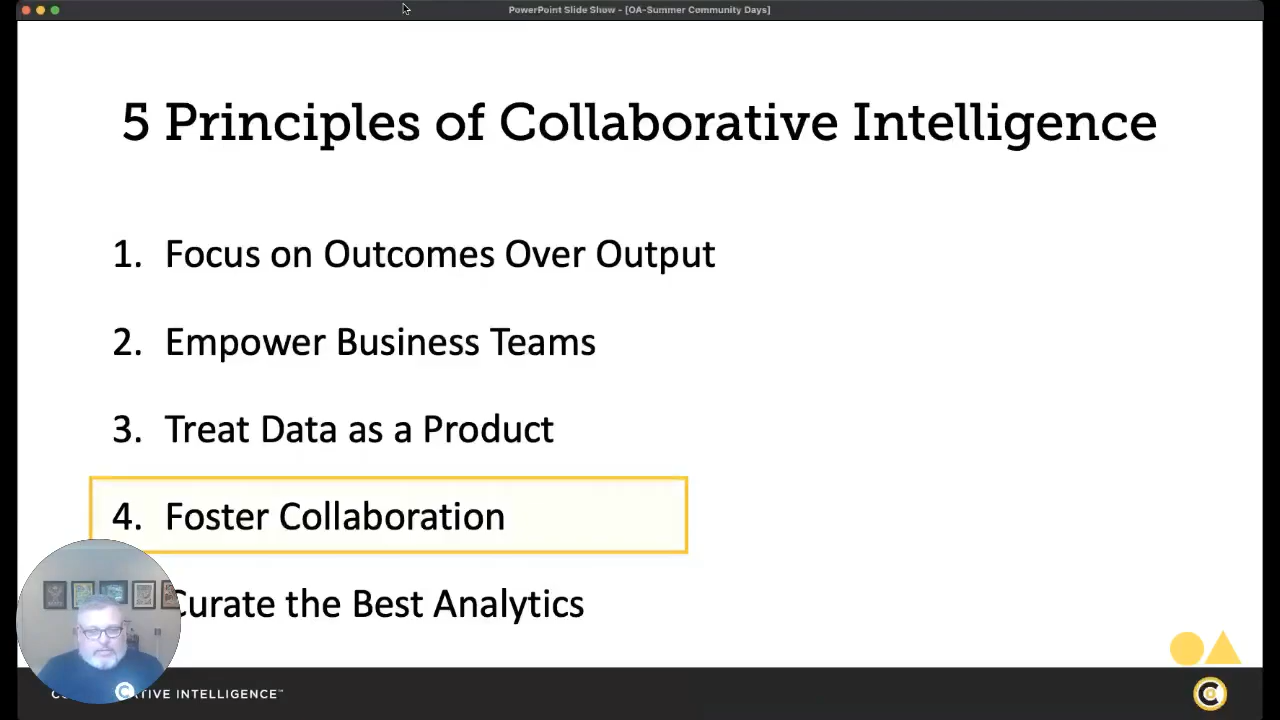 PowerPoint Slide Show - [OA-Summer Community Days]
5 Principles of Collaborative Intelligence
1. Focus on Outcomes Over Output
2. Empower Business Teams
3. Treat Data as a Product
4. Foster Collaboration
Curate the Best Analytics
OA
INTELLIGENCE™